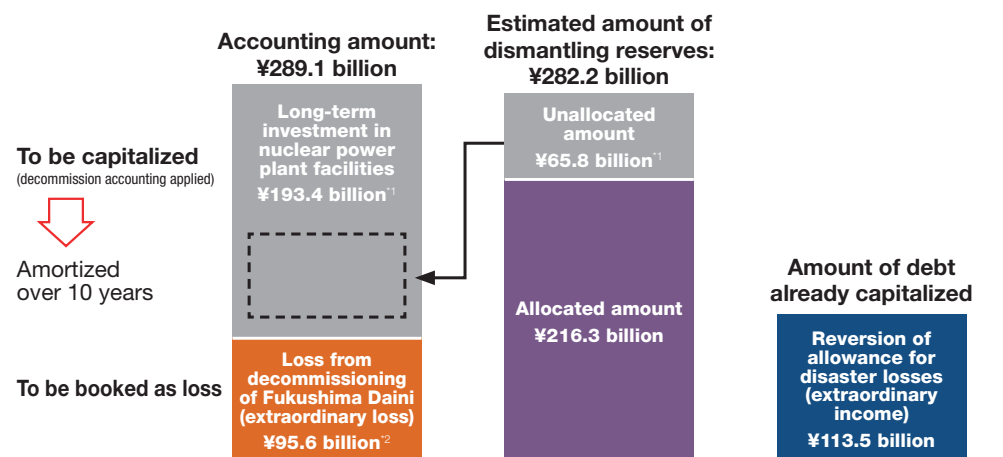 Accounting amount:
¥289.1 billion
Estimated amount of
dismantling reserves:
¥282.2 billion
To be capitalized
(decommission accounting applied)
Amortized
over 10 years
To be booked as loss
Long-term
investment in
nuclear power
plant facilities
¥193.4 billion*1
Loss from
decommissioning
of Fukushima Daini
(extraordinary loss)
¥95.6 billion*2
Unallocated
amount
¥65.8 billion*1
Allocated amount
¥216.3 billion
Amount of debt
already capitalized
Reversion of
allowance for
disaster losses
(extraordinary
income)
¥113.5 billion